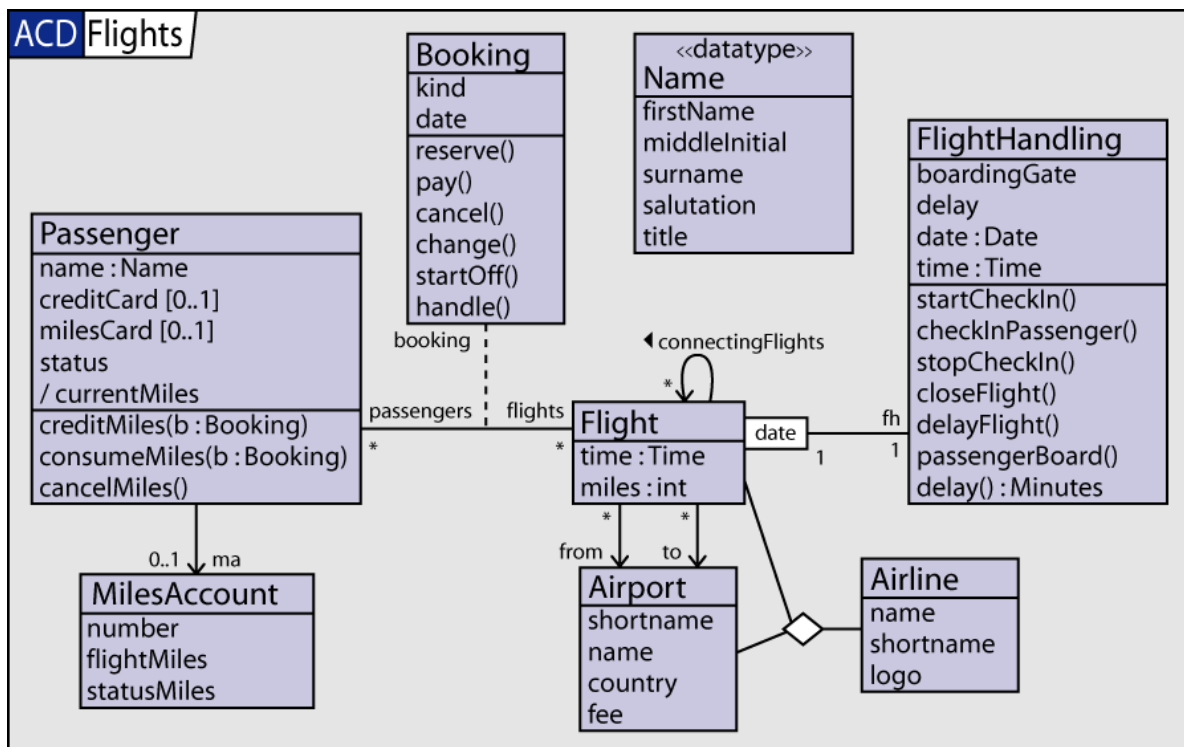 ACD Flights
Booking
kind
date
reserve()
pay()
cancel()
change()
startOff()
handle()
<<datatype>>
Name
firstName
middleInitial
surname
salutation
title
FlightHandling
boardingGate
delay
date : Date
time : Time
startCheckIn()
checkInPassenger()
stopCheckIn()
closeFlight()
delayFlight()
passengerBoard()
delay() : Minutes
Passenger
name : Name
creditCard [0..1]
milesCard [0..1]
status
/ currentMiles
creditMiles(b : Booking)
consumeMiles(b : Booking)
cancelMiles()
booking
passengers
*
flights
*
◀ connectingFlights
*
Flight
time : Time
miles : int
date
1
fh
1
*
from
*
to
0..1 ma
MilesAccount
number
flightMiles
statusMiles
Airport
shortname
name
country
fee
Airline
name
shortname
logo